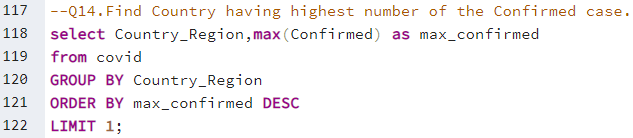 117 --Q14.Find Country having highest number of the Confirmed case.
118 select Country_Region,max(Confirmed) as max_confirmed
119 from covid
120 GROUP BY Country_Region
121 ORDER BY max_confirmed DESC
122 LIMIT 1;